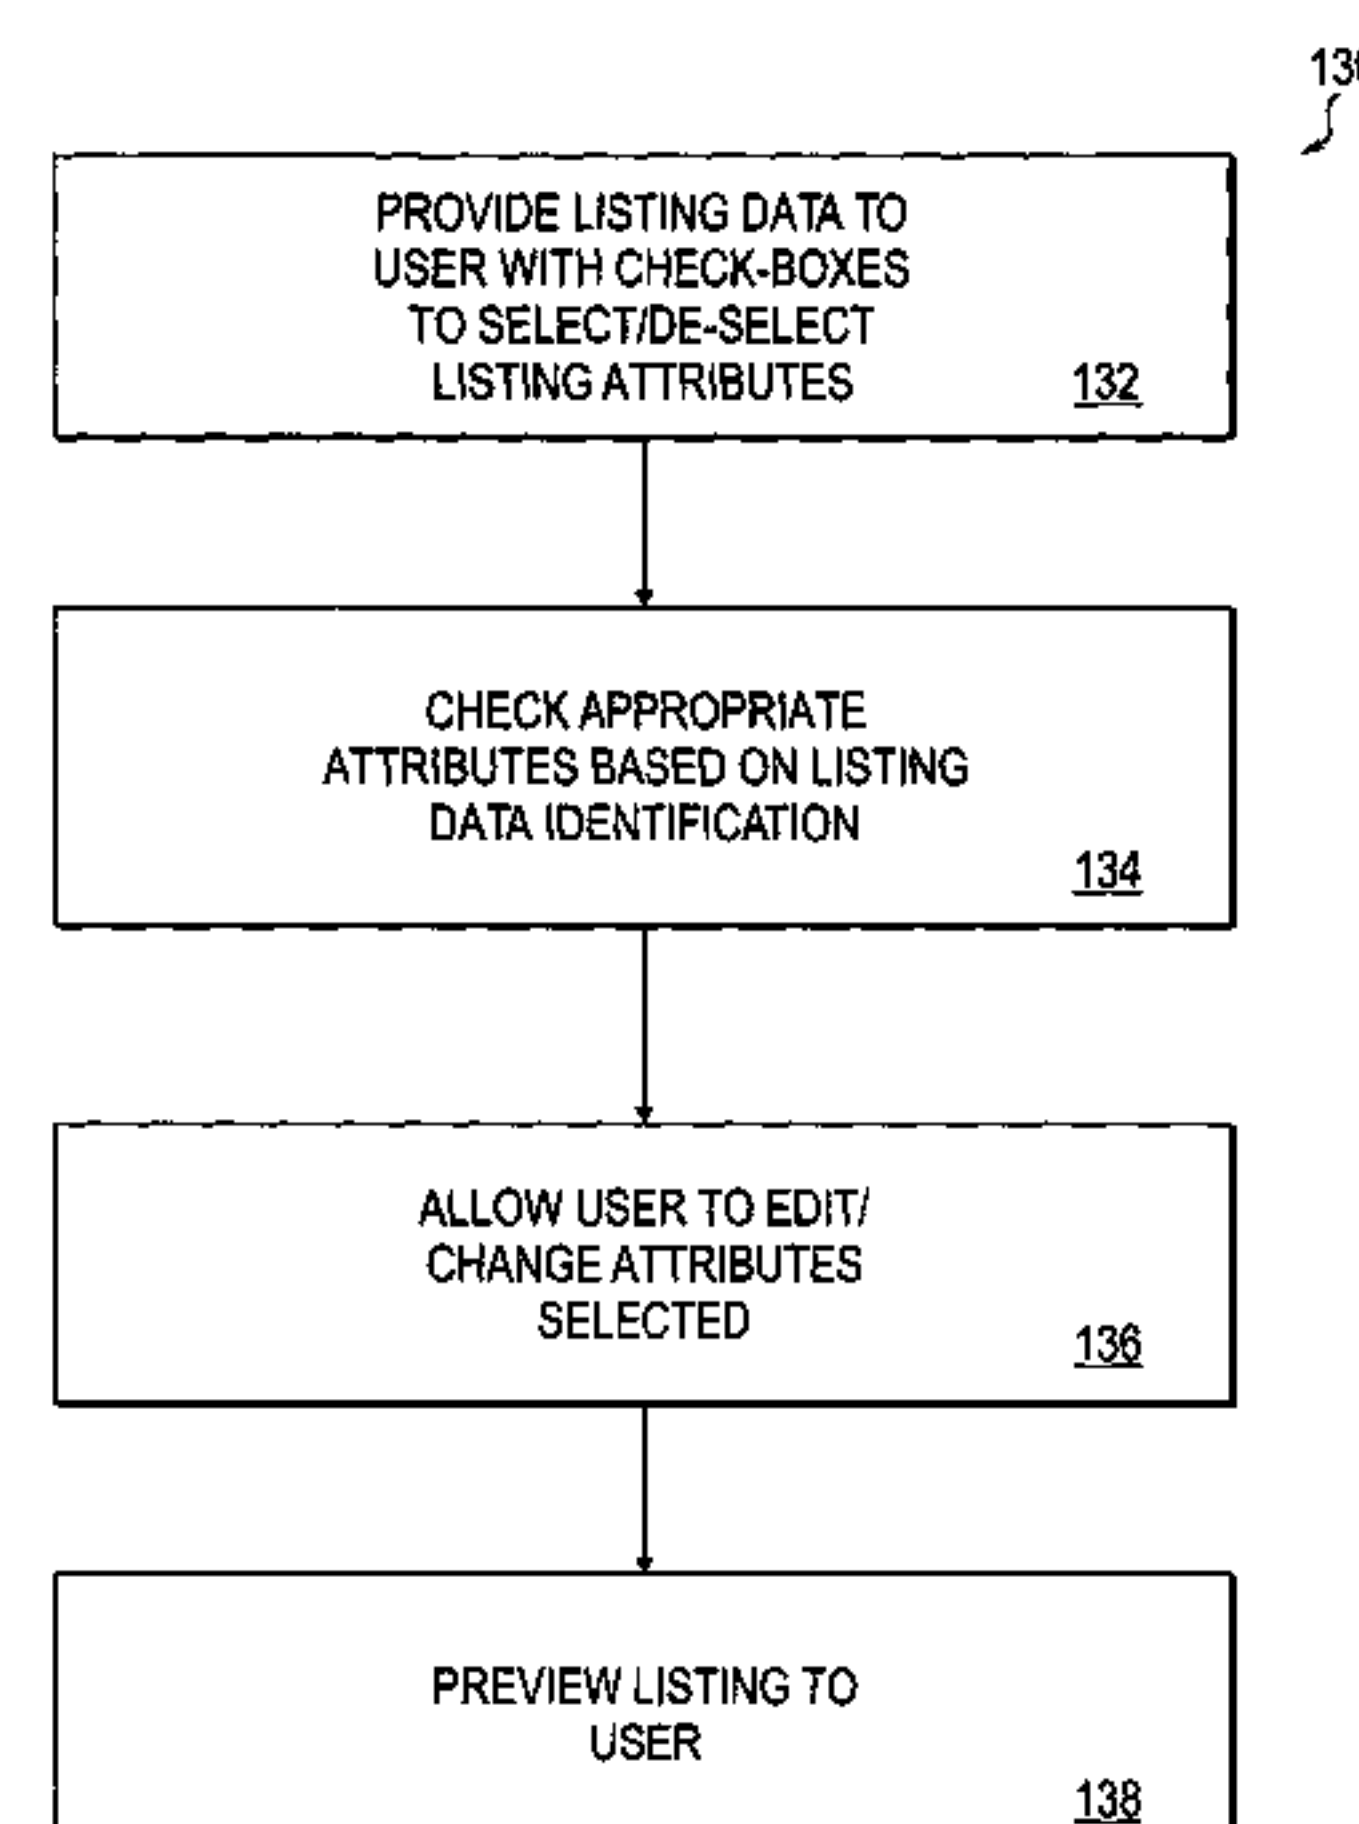 PROVIDE LISTING DATA TO
USER WITH CHECK-BOXES
TO SELECT/DE-SELECT
LISTING ATTRIBUTES
132
CHECK APPROPRIATE
ATTRIBUTES BASED ON LISTING
DATA IDENTIFICATION
134
ALLOW USER TO EDIT/
CHANGE ATTRIBUTES
SELECTED
136
PREVIEW LISTING TO
USER
138